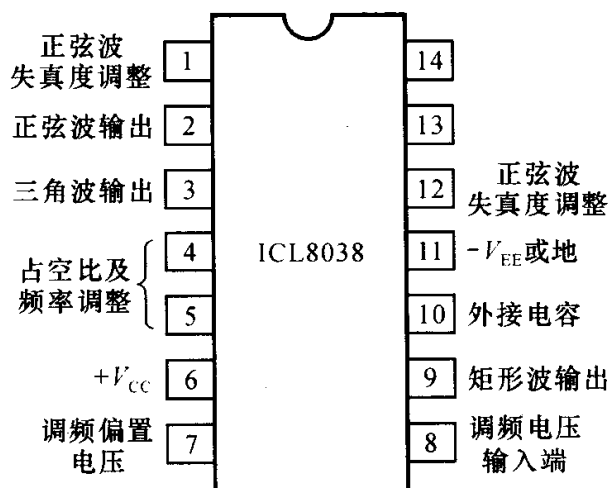 正弦波
失真度调整
1
正弦波输出
2
三角波输出
3
占空比及
频率调整
4
5
+V_CC
6
调频偏置
电压
7
ICL8038
14
13
12
正弦波
失真度调整
11
-V_EE或地
10
外接电容
9
矩形波输出
8
调频电压
输入端